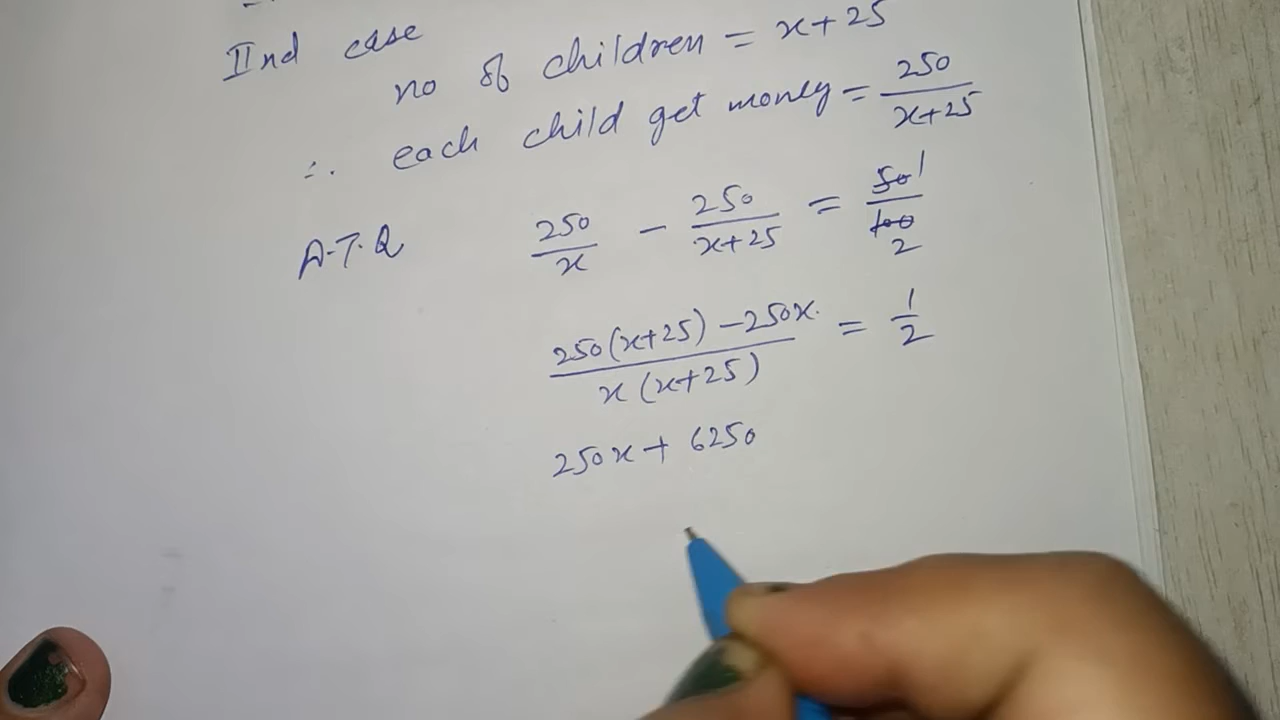 IInd case
no of children = x+25
∴ each child get money = 250/(x+25)
A.T.Q 250/x - 250/(x+25) = 50/100 1/2
(250(x+25) - 250x)/(x(x+25)) = 1/2
250x + 6250